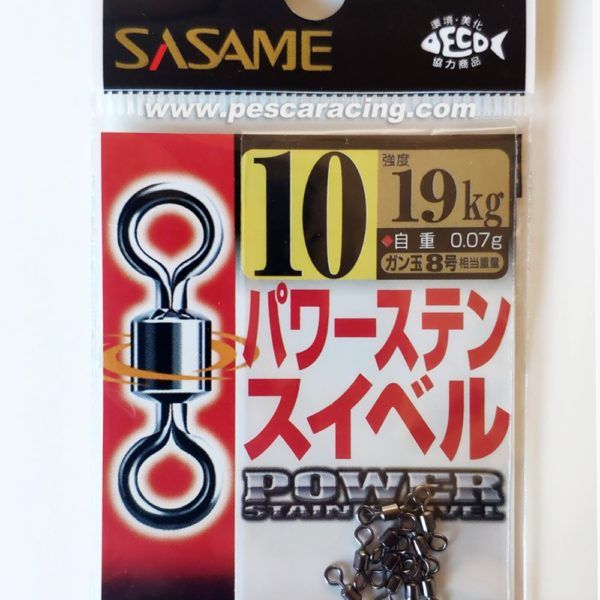 SASAME
環境・美化
ECO
協力商品
www.pescaracing.com
10
強度
19kg
◆自重 0.07g
ガン玉8号相当重量
パワーステン
スイベル
POWER